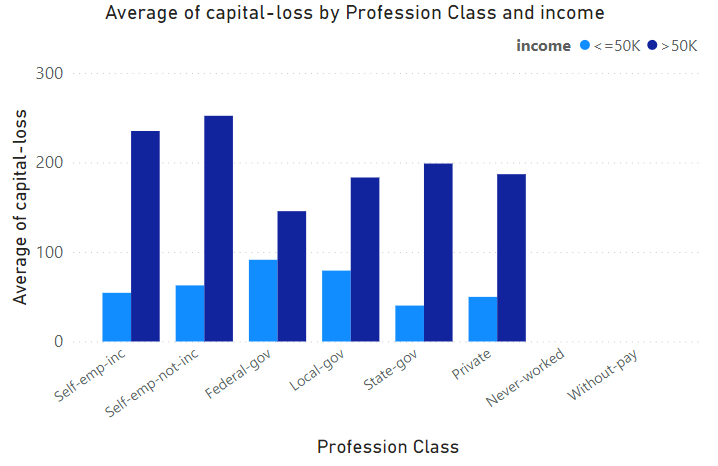 Average of capital-loss by Profession Class and income
income <=50K >50K
300
200
100
0
Average of capital-loss
Self-emp-inc
Self-emp-not-inc
Federal-gov
Local-gov
State-gov
Private
Never-worked
Without-pay
Profession Class